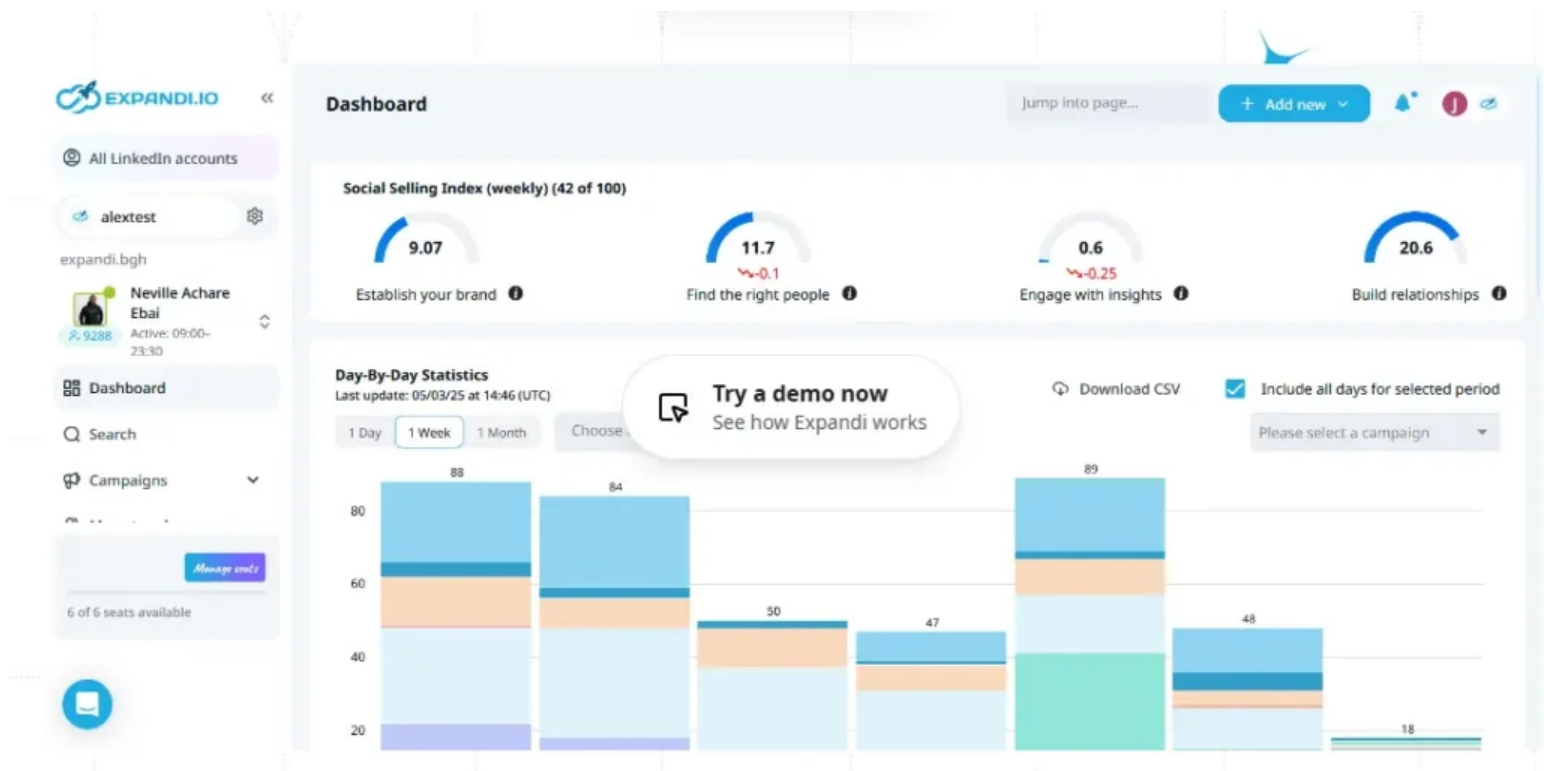 EXPANDI.IO
All LinkedIn accounts
alextest
expandi.bgh
Neville Achare
Ebai
Active: 09:00–
23:30
9288
Dashboard
Search
Campaigns
Manage seats
6 of 6 seats available
Dashboard
Jump into page...
+ Add new
J
Social Selling Index (weekly) (42 of 100)
9.07
Establish your brand
11.7
-0.1
Find the right people
0.6
-0.25
Engage with insights
20.6
Build relationships
Day-By-Day Statistics
Last update: 05/03/25 at 14:46 (UTC)
1 Day
1 Week
1 Month
Choose
Try a demo now
See how Expandi works
Download CSV
Include all days for selected period
Please select a campaign
88
84
50
47
89
48
18
80
60
40
20